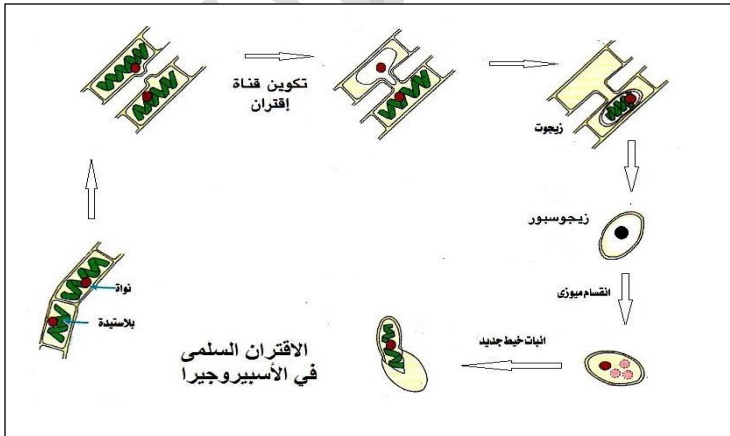 تكوين قناة
إقتران
زيجوت
زيجوسبور
انقسام ميوزى
انبات خيط جديد
نواة
بلاستيدة
الاقتران السلمى
في الأسبيروجيرا